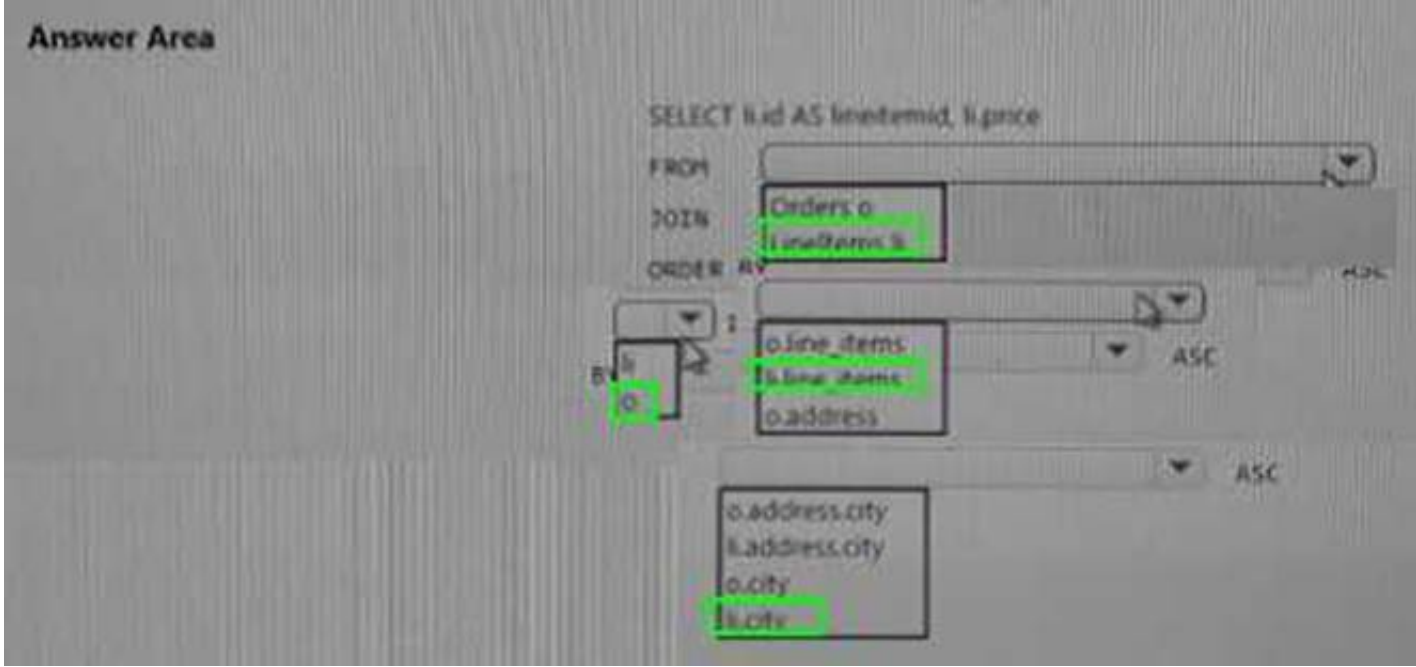 Answer Area
SELECT li.id AS lineitemid, li.price
FROM
Orders o
JOIN
LineItems li
ORDER BY
ASC
li
o
o.line_items
ASC
li.line_items
o.address
ASC
o.address.city
li.address.city
o.city
li.city